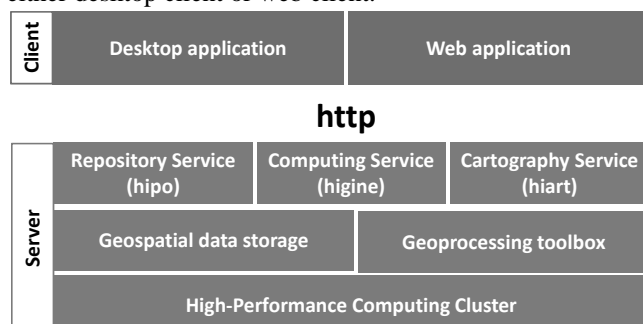 either desktop client or web client.
Client
Desktop application
Web application
http
Server
Repository Service
(hipo)
Computing Service
(higine)
Cartography Service
(hiart)
Geospatial data storage
Geoprocessing toolbox
High-Performance Computing Cluster